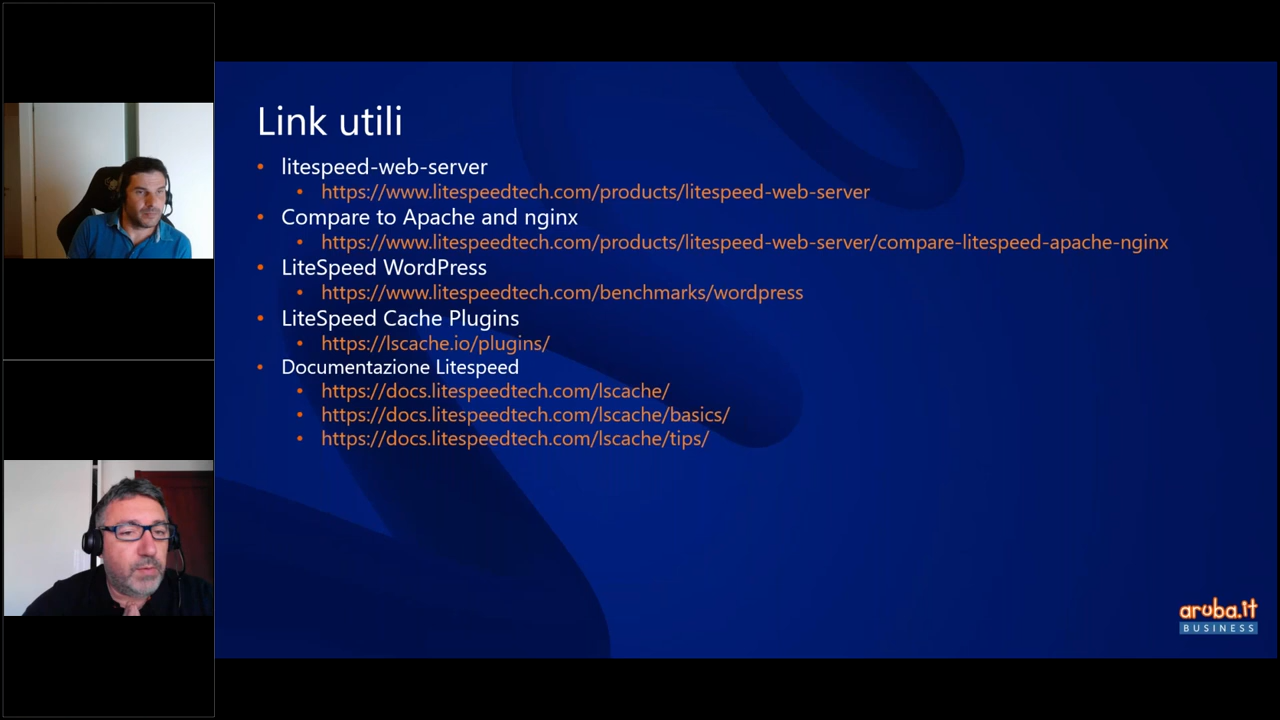 Link utili
litespeed-web-server
https://www.litespeedtech.com/products/litespeed-web-server
Compare to Apache and nginx
https://www.litespeedtech.com/products/litespeed-web-server/compare-litespeed-apache-nginx
LiteSpeed WordPress
https://www.litespeedtech.com/benchmarks/wordpress
LiteSpeed Cache Plugins
https://lscache.io/plugins/
Documentazione Litespeed
https://docs.litespeedtech.com/lscache/
https://docs.litespeedtech.com/lscache/basics/
https://docs.litespeedtech.com/lscache/tips/
aruba.it
BUSINESS